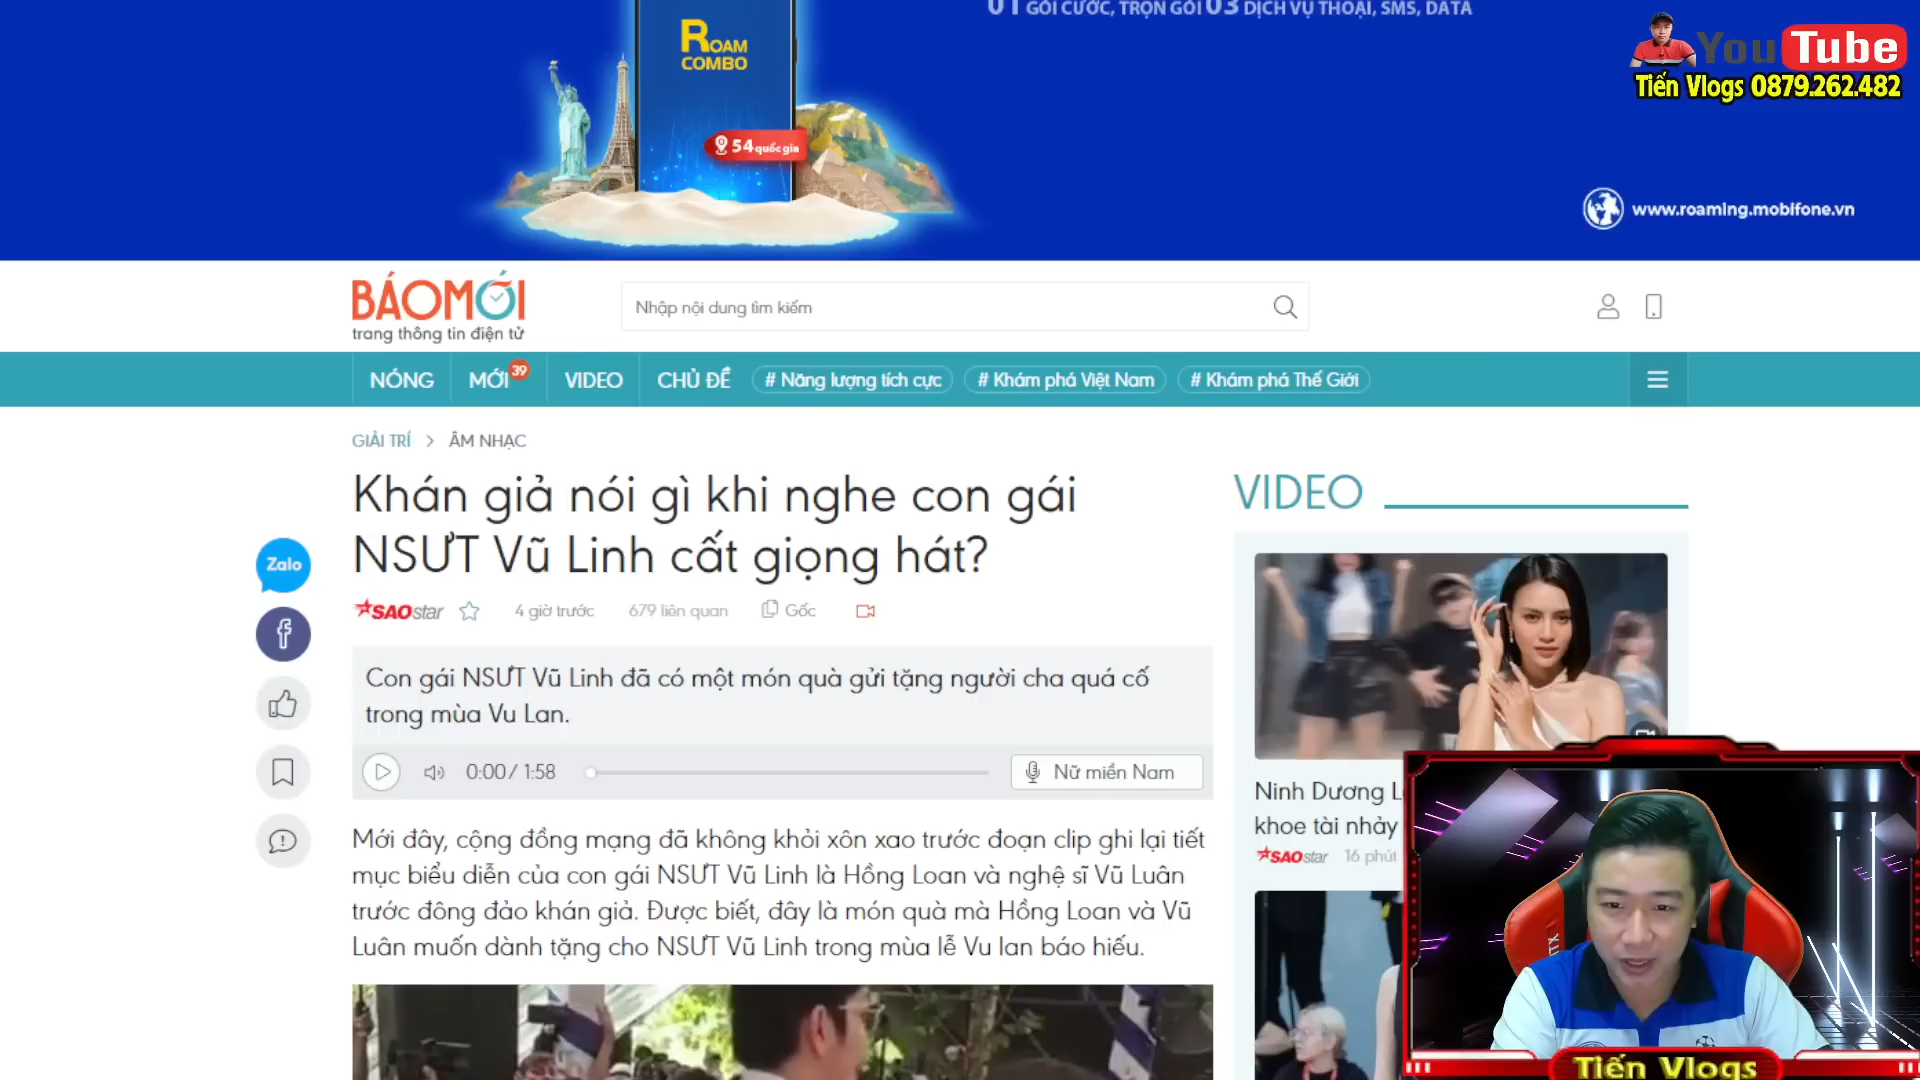 01 GÓI CƯỚC, TRỌN GÓI 03 DỊCH VỤ THOẠI, SMS, DATA
ROAM
COMBO
54 quốc gia
www.roaming.mobifone.vn
YouTube
Tiến Vlogs 0879.262.482
BÁOMỚI
trang thông tin điện tử
Nhập nội dung tìm kiếm
NÓNG
MỚI 39
VIDEO
CHỦ ĐỀ
# Năng lượng tích cực
# Khám phá Việt Nam
# Khám phá Thế Giới
GIẢI TRÍ > ÂM NHẠC
Khán giả nói gì khi nghe con gái
NSƯT Vũ Linh cất giọng hát?
SAOstar
4 giờ trước
679 liên quan
Gốc
Zalo
f
Con gái NSƯT Vũ Linh đã có một món quà gửi tặng người cha quá cố
trong mùa Vu Lan.
0:00 / 1:58
Nữ miền Nam
Mới đây, cộng đồng mạng đã không khỏi xôn xao trước đoạn clip ghi lại tiết
mục biểu diễn của con gái NSƯT Vũ Linh là Hồng Loan và nghệ sĩ Vũ Luân
trước đông đảo khán giả. Được biết, đây là món quà mà Hồng Loan và Vũ
Luân muốn dành tặng cho NSƯT Vũ Linh trong mùa lễ Vu lan báo hiếu.
VIDEO
Ninh Dương L
khoe tài nhảy
SAOstar
16 phút
Tiến Vlogs